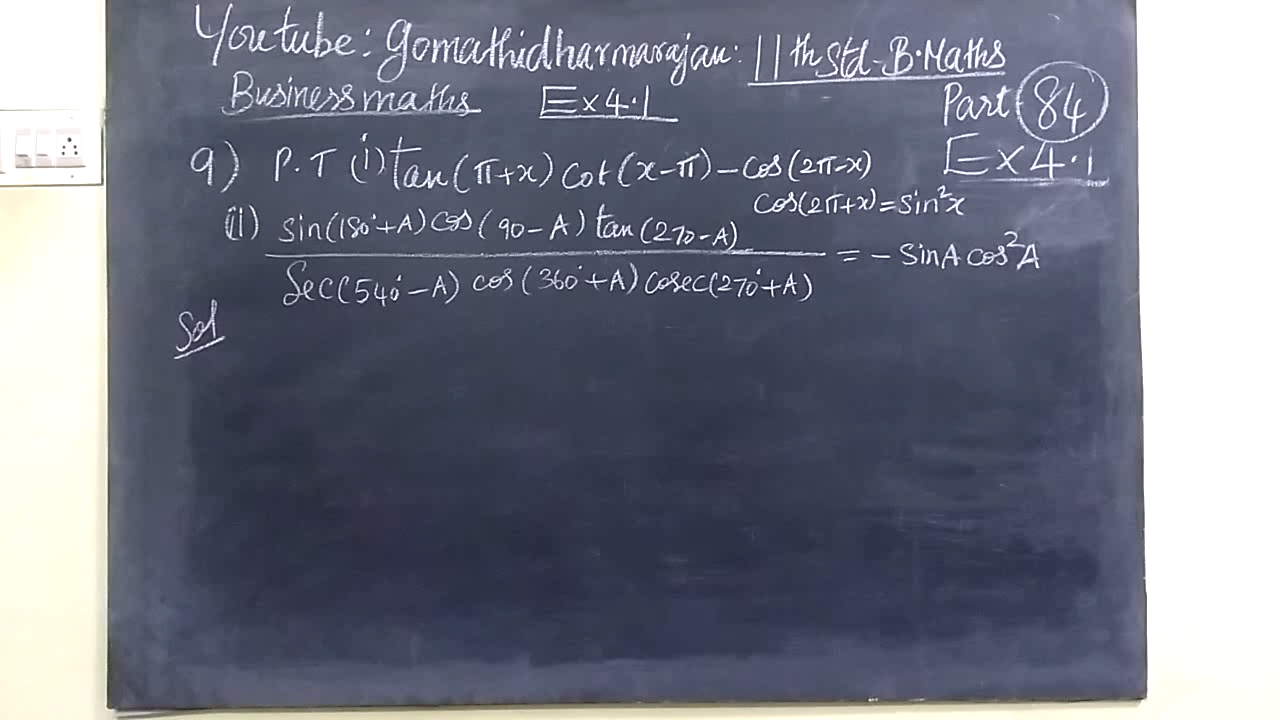 Youtube: Gomathidharmarajan: 11th Std-B.Maths
Business maths Ex 4.1 Part 84
Ex 4.1
9) P.T (i) tan(π+x) cot(x-π) - cos(2π-x)
cos(2π+x) = sin²x
(ii) sin(180°+A) cos(90-A) tan(270-A)
= - sinA cos²A
Sec(540°-A) cos(360°+A) cosec(270°+A)
Sol